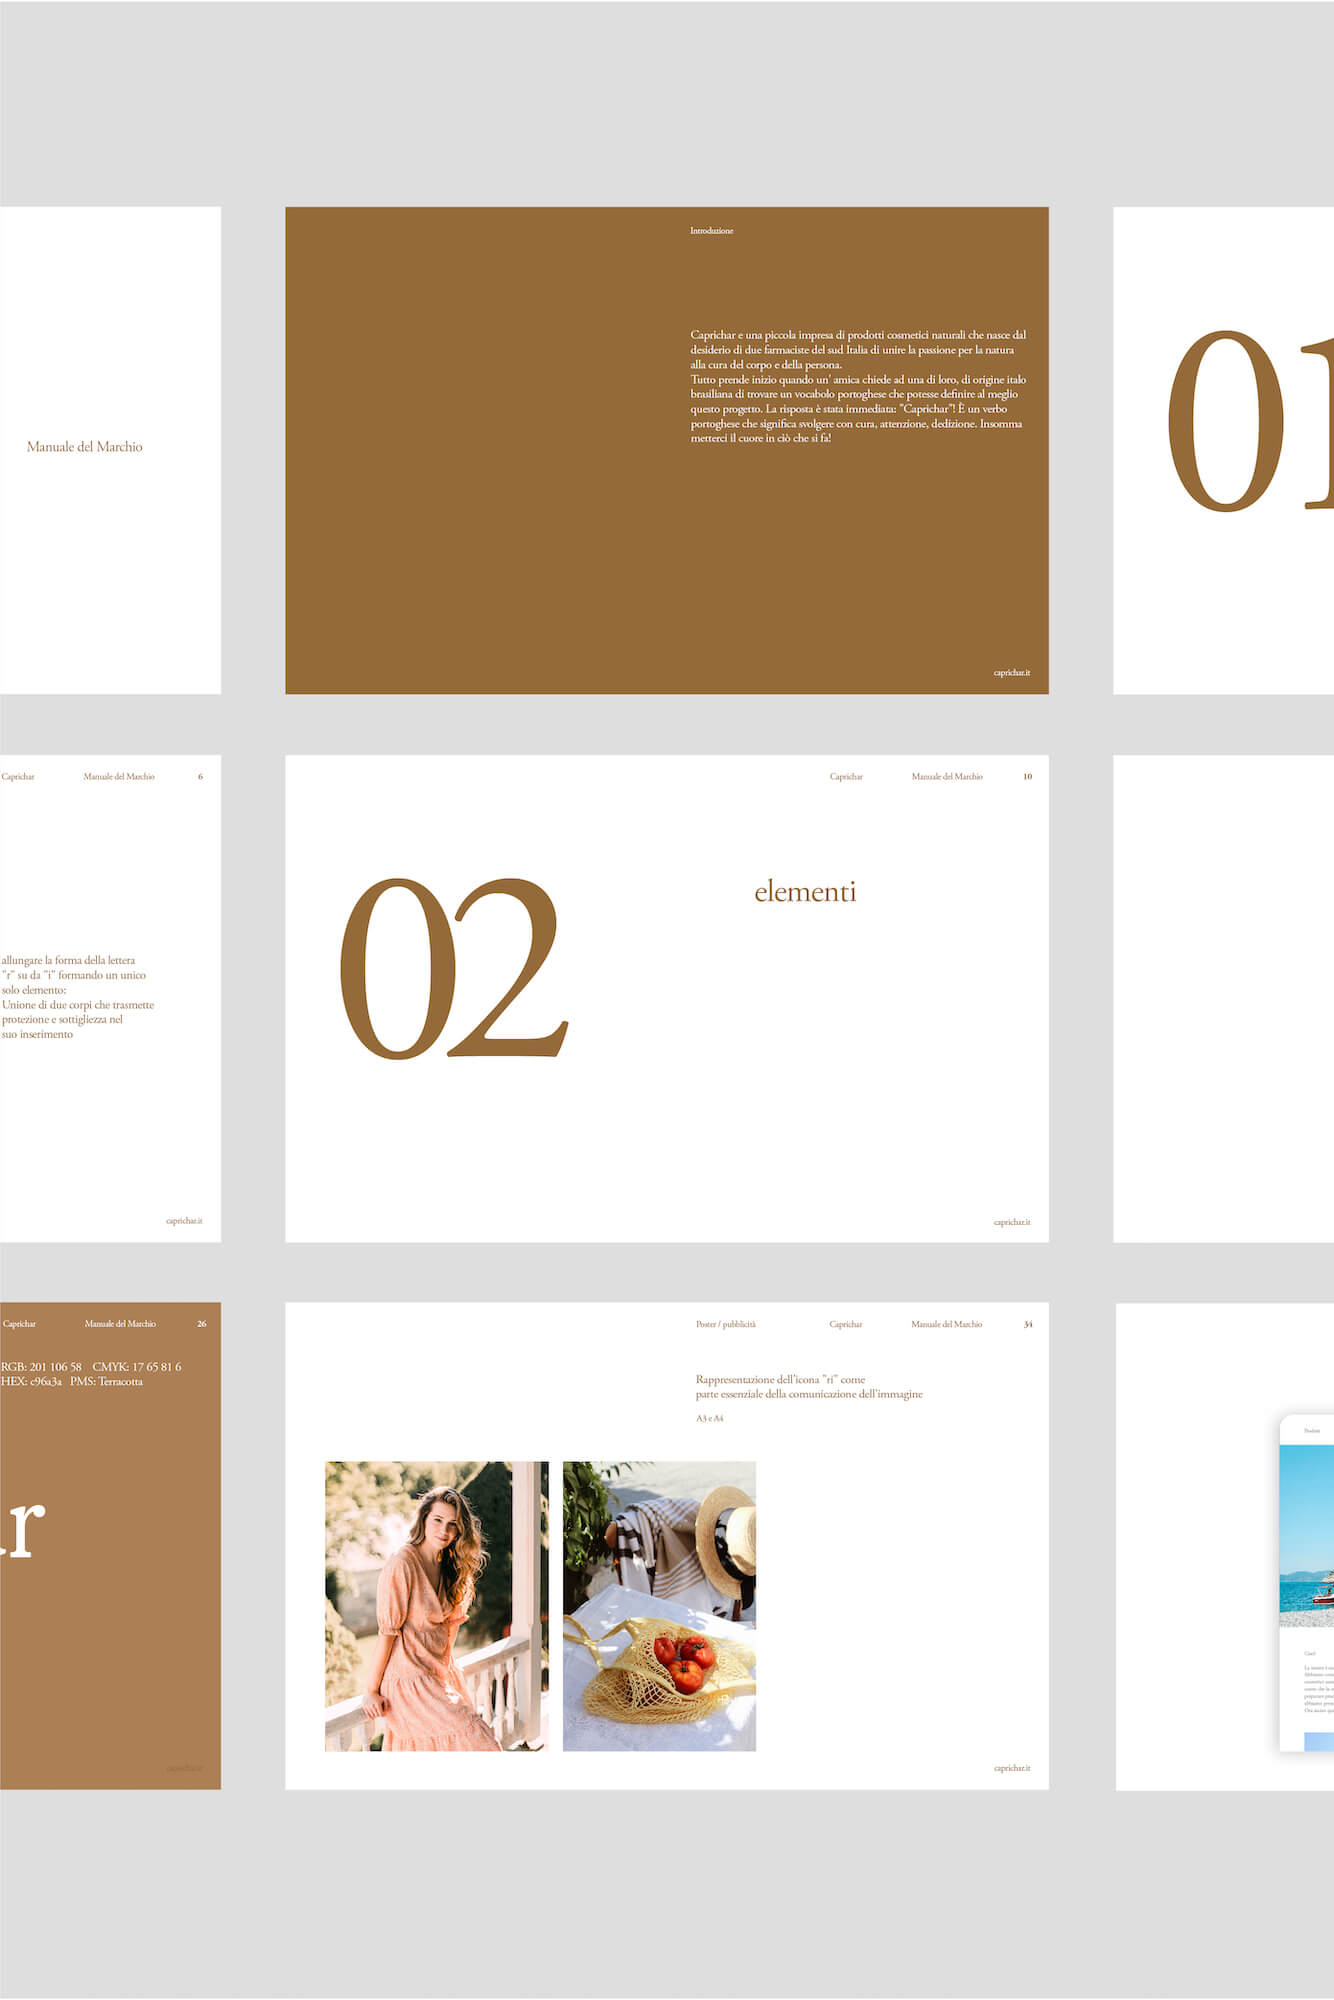 Manuale del Marchio
Introduzione
Caprichar e una piccola impresa di prodotti cosmetici naturali che nasce dal
desiderio di due farmaciste del sud Italia di unire la passione per la natura
alla cura del corpo e della persona.
Tutto prende inizio quando un' amica chiede ad una di loro, di origine italo
brasiliana di trovare un vocabolo portoghese che potesse definire al meglio
questo progetto. La risposta è stata immediata: "Caprichar"! È un verbo
portoghese che significa svolgere con cura, attenzione, dedizione. Insomma
metterci il cuore in ciò che si fa!
caprichar.it
01
Caprichar Manuale del Marchio 6
allungare la forma della lettera
"r" su da "i" formando un unico
solo elemento:
Unione di due corpi che trasmette
protezione e sottigliezza nel
suo inserimento
caprichar.it
Caprichar Manuale del Marchio 10
02
elementi
caprichar.it
Caprichar Manuale del Marchio 26
RGB: 201 106 58 CMYK: 17 65 81 6
HEX: c96a3a PMS: Terracotta
r
caprichar.it
Poster / pubblicità Caprichar Manuale del Marchio 34
Rappresentazione dell'icona "ri" come
parte essenziale della comunicazione dell'immagine
A3 e A4
caprichar.it
Prodotti